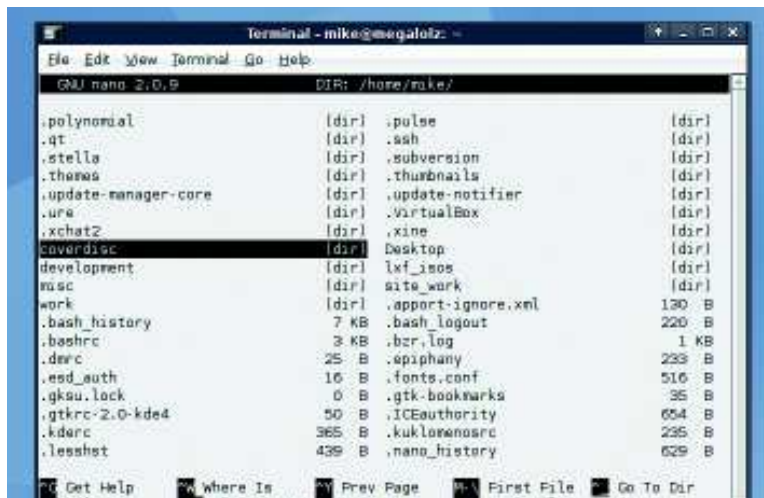 Terminal - mike@megalolz: ~
File Edit View Terminal Go Help
GNU nano 2.0.9 DIR: /home/mike/
.polynomial (dir) .pulse (dir)
.qt (dir) .ssh (dir)
.stella (dir) .subversion (dir)
.themes (dir) .thumbnails (dir)
.update-manager-core (dir) .update-notifier (dir)
.ure (dir) .VirtualBox (dir)
.xchat2 (dir) .xine (dir)
coverdisc (dir) Desktop (dir)
development (dir) lxf_isos (dir)
misc (dir) site_work (dir)
work (dir) .apport-ignore.xml 130 B
.bash_history 7 KB .bash_logout 220 B
.bashrc 3 KB .bzr.log 1 KB
.dmrc 25 B .epiphany 233 B
.esd_auth 16 B .fonts.conf 516 B
.gksu.lock 0 B .gtk-bookmarks 35 B
.gtkrc-2.0-kde4 50 B .ICEauthority 654 B
.kderc 365 B .kuklomenosrc 235 B
.lesshst 439 B .nano_history 629 B
^G Get Help ^W Where Is ^Y Prev Page M-\ First File Go To Dir